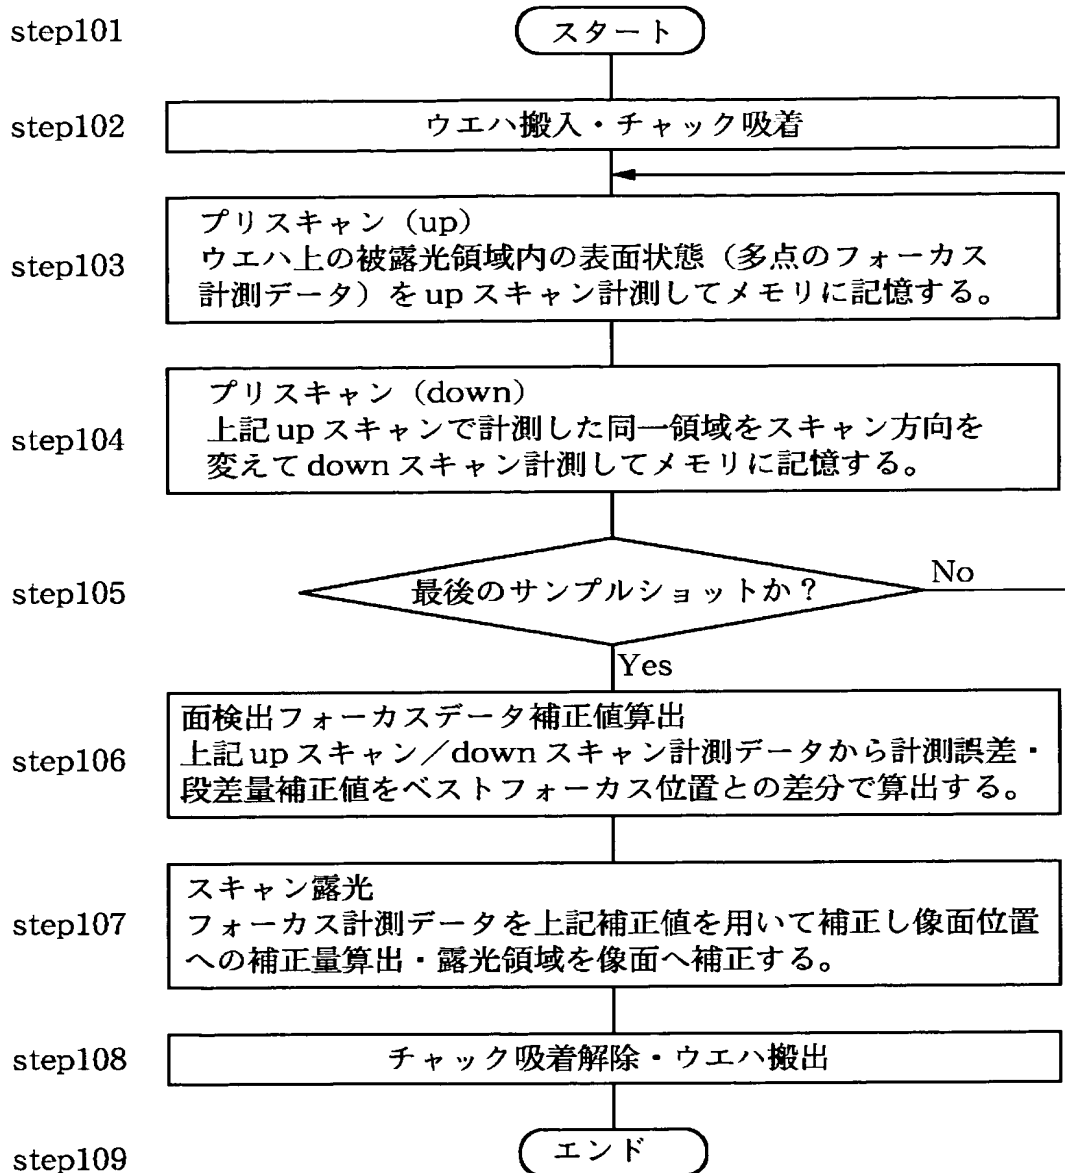 step101
スタート
step102
ウエハ搬入・チャック吸着
step103
プリスキャン（up）
ウエハ上の被露光領域内の表面状態（多点のフォーカス
計測データ）をupスキャン計測してメモリに記憶する。
step104
プリスキャン（down）
上記upスキャンで計測した同一領域をスキャン方向を
変えてdownスキャン計測してメモリに記憶する。
step105
最後のサンプルショットか？
No
Yes
step106
面検出フォーカスデータ補正値算出
上記upスキャン／downスキャン計測データから計測誤差・
段差量補正値をベストフォーカス位置との差分で算出する。
step107
スキャン露光
フォーカス計測データを上記補正値を用いて補正し像面位置
への補正量算出・露光領域を像面へ補正する。
step108
チャック吸着解除・ウエハ搬出
step109
エンド